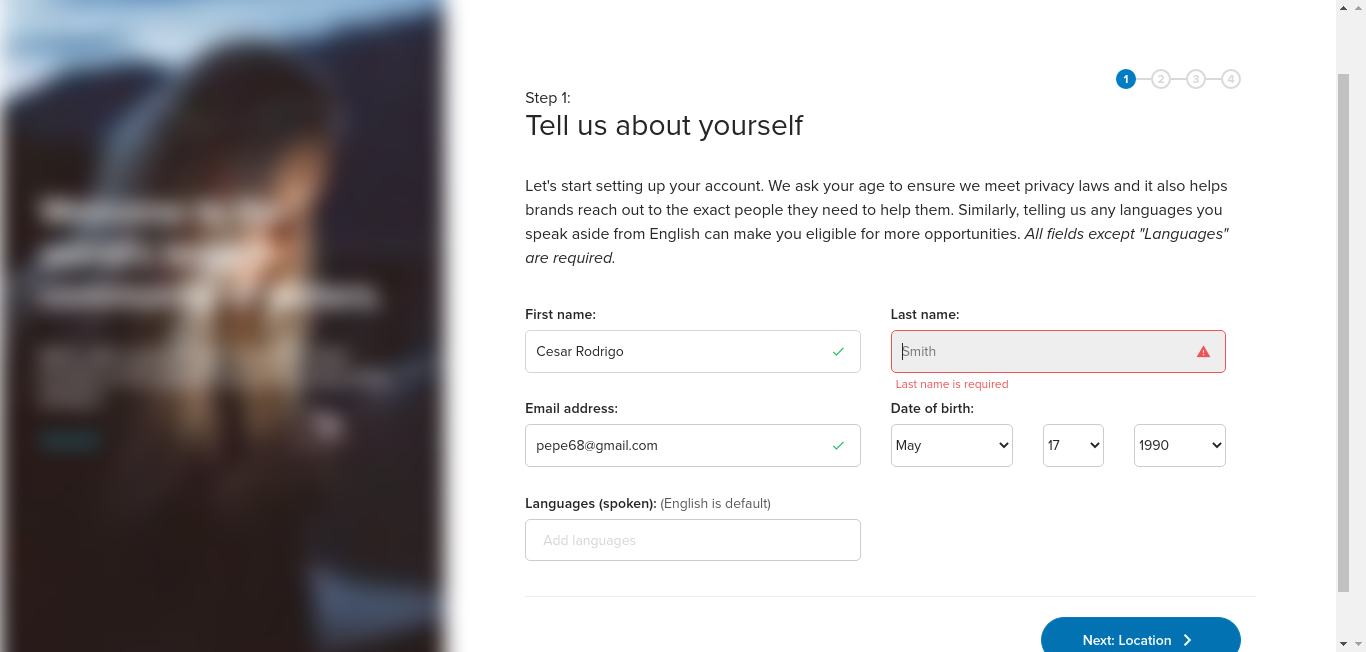 1 2 3 4
Step 1:
Tell us about yourself
Let's start setting up your account. We ask your age to ensure we meet privacy laws and it also helps
brands reach out to the exact people they need to help them. Similarly, telling us any languages you
speak aside from English can make you eligible for more opportunities. All fields except "Languages"
are required.
First name: Last name:
Cesar Rodrigo Smith
Last name is required
Email address: Date of birth:
pepe68@gmail.com May 17 1990
Languages (spoken): (English is default)
Add languages
Next: Location